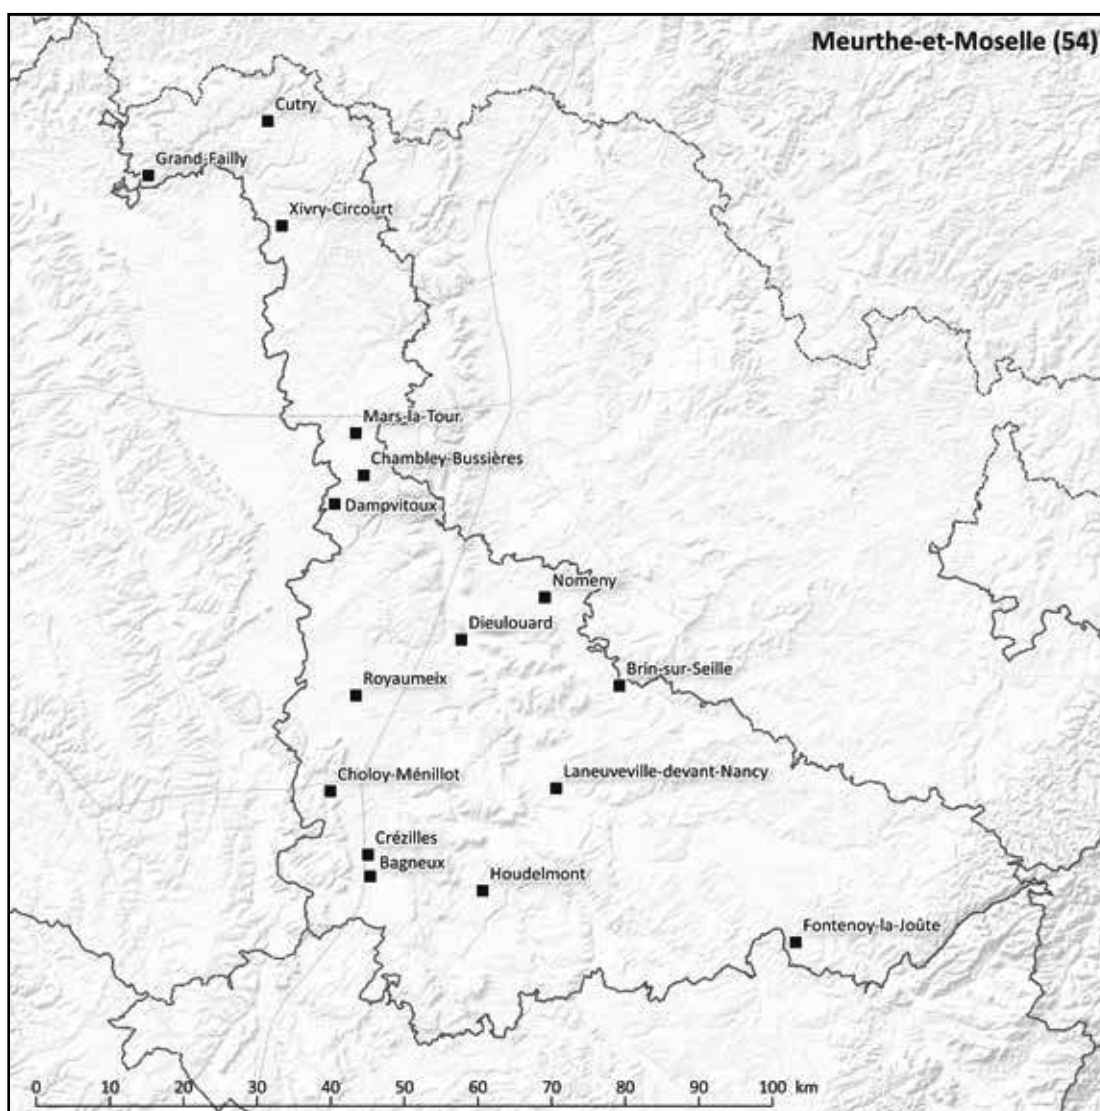 Meurthe-et-Moselle (54)
Cutry
Grand-Failly
Xivry-Circourt
Mars-la-Tour
Chambley-Bussières
Dampvitoux
Nomeny
Dieulouard
Brin-sur-Seille
Royaumeix
Choloy-Ménillot
Laneuveville-devant-Nancy
Crézilles
Bagneux
Houdelmont
Fontenoy-la-Joûte
0 10 20 30 40 50 60 70 80 90 100 km